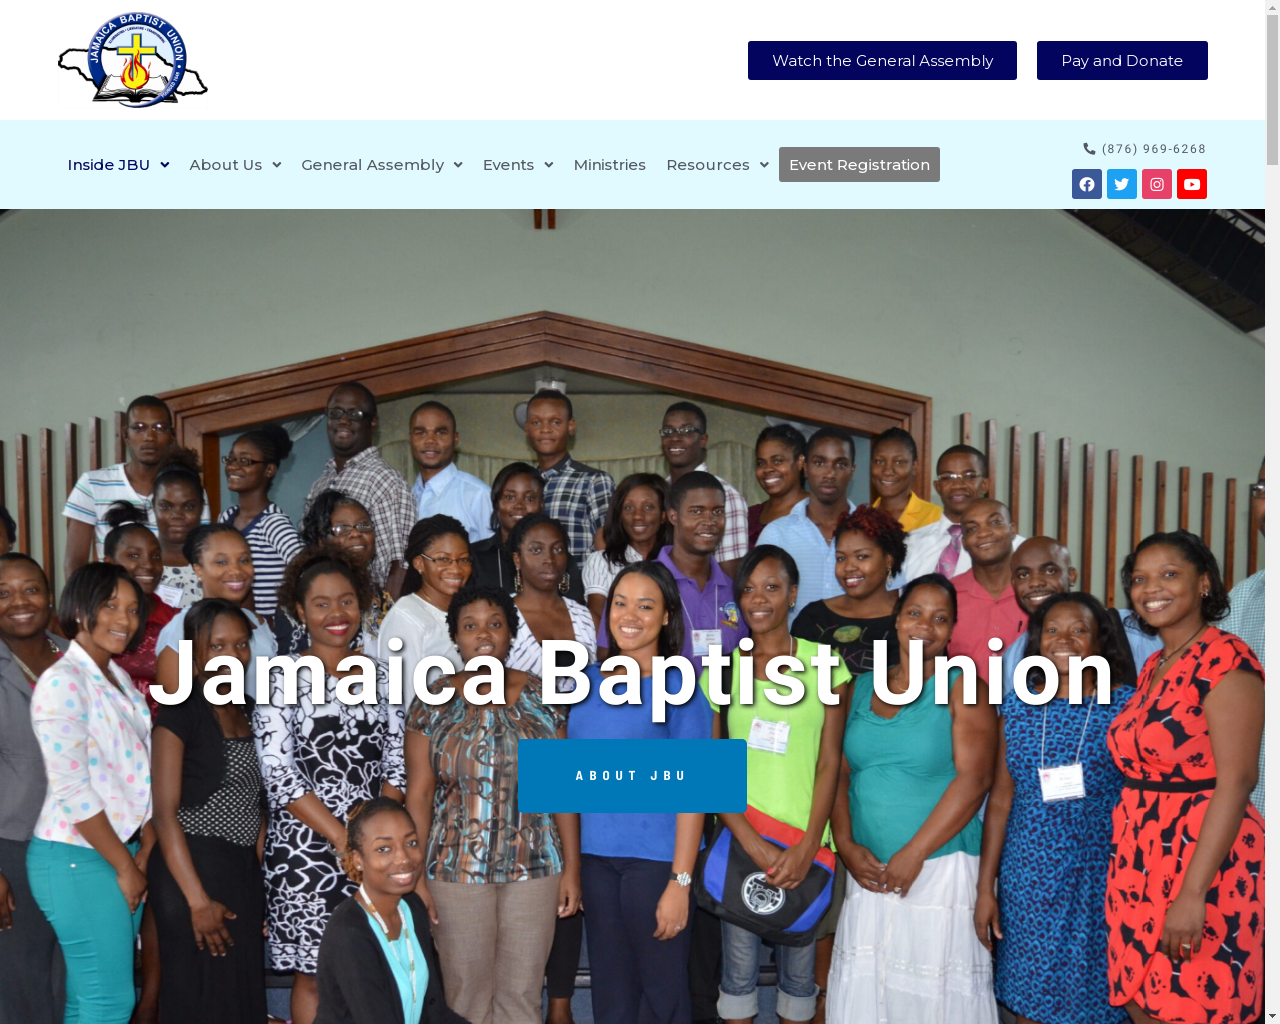 JAMAICA BAPTIST UNION
Watch the General Assembly
Pay and Donate
(876) 969-6268
Inside JBU
About Us
General Assembly
Events
Ministries
Resources
Event Registration
Jamaica Baptist Union
ABOUT JBU